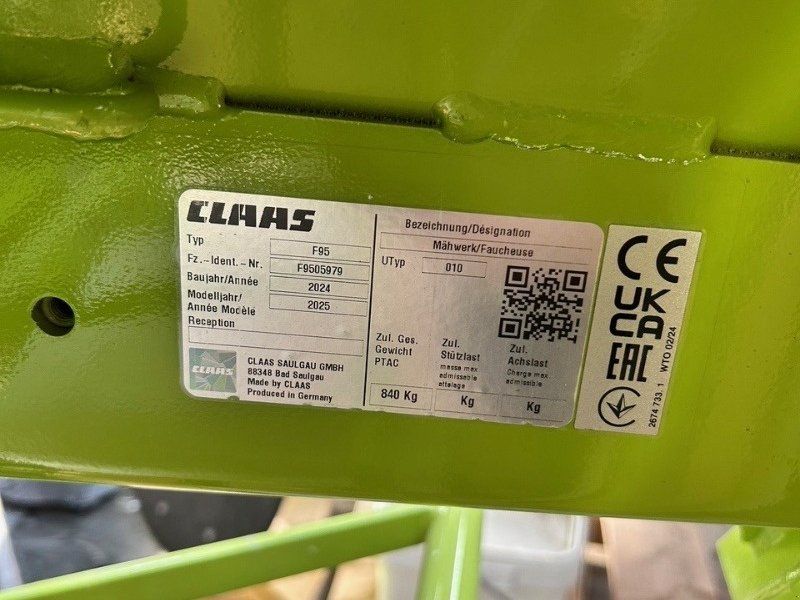 CLAAS
Typ F95
Fz.-Ident.-Nr. F9505979
Baujahr/Année 2024
Modelljahr/
Année Modèle 2025
Reception
CLAAS
CLAAS SAULGAU GMBH
88348 Bad Saulgau
Made by CLAAS
Produced in Germany
Bezeichnung/Désignation
Mähwerk/Faucheuse
UTyp 010
Zul. Ges.
Gewicht
PTAC
840 Kg
Zul.
Stützlast
masse max
admissible
attelage
Kg
Zul.
Achslast
Charge max
admissible
Kg
CE
UK
CA
EAC
2674 733 1 WTO 02/24